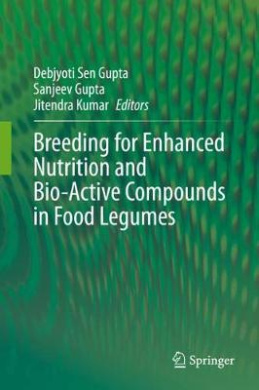 Debjyoti Sen Gupta
Sanjeev Gupta
Jitendra Kumar Editors
Breeding for Enhanced
Nutrition and
Bio-Active Compounds
in Food Legumes
Springer